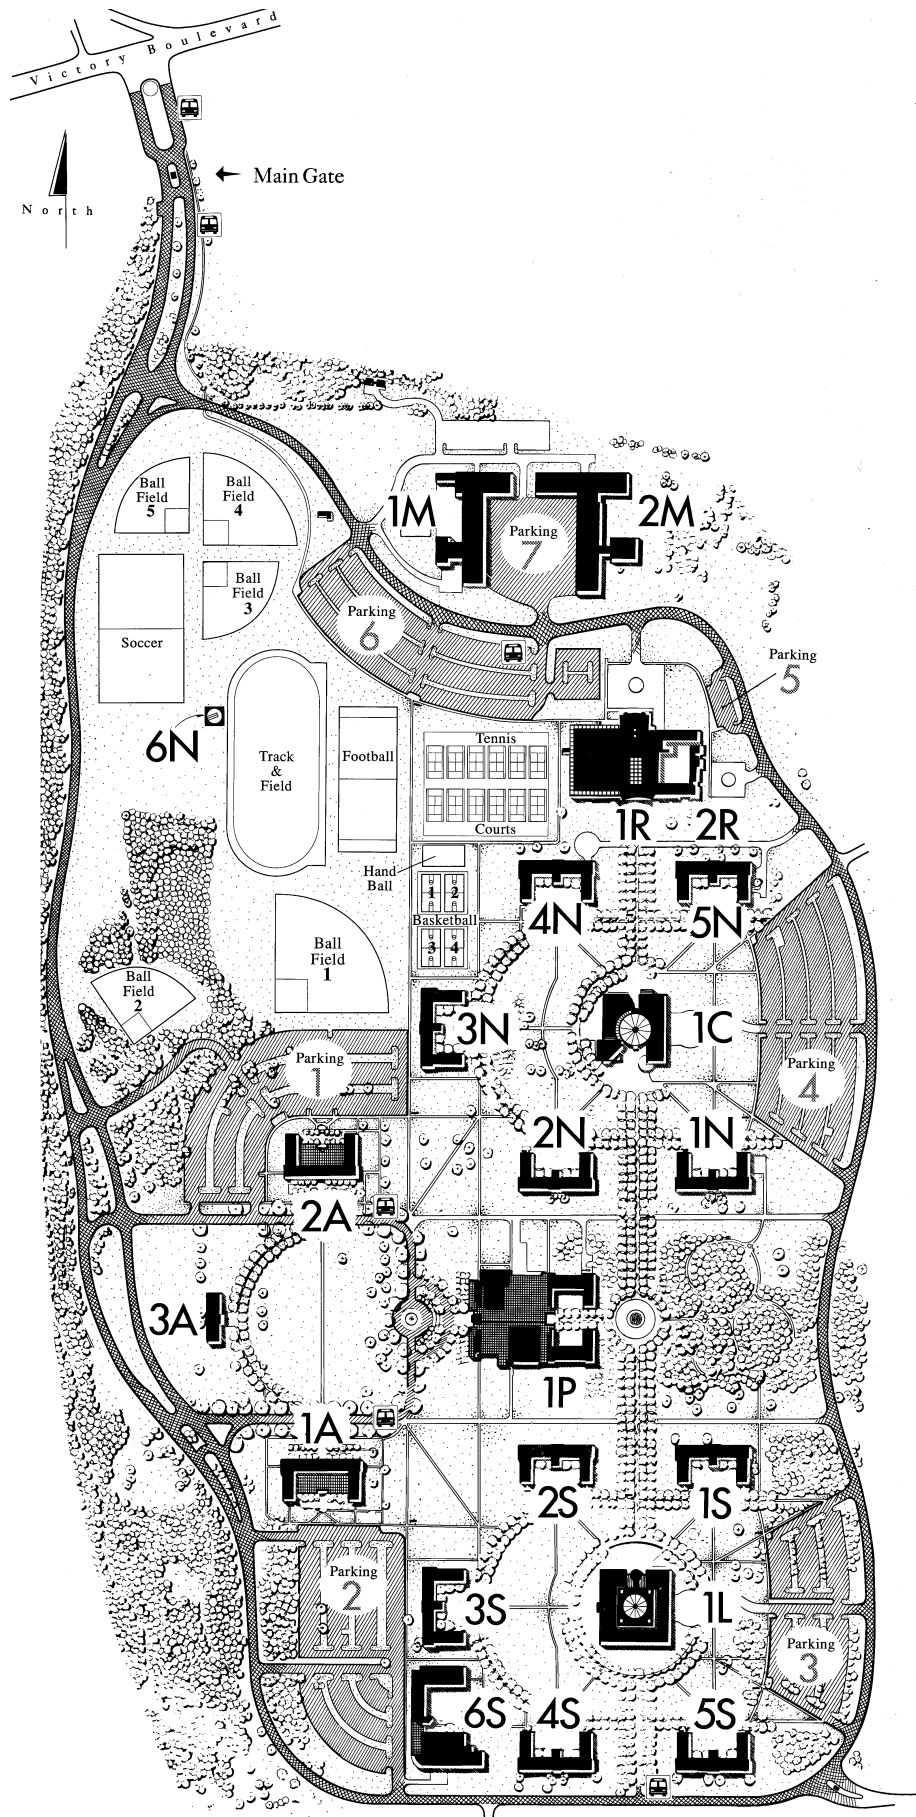 Victory Boulevard
Main Gate
North
Ball
Field
5
Ball
Field
4
1M
2M
Parking
7
Ball
Field
3
Parking
6
Soccer
Parking
5
6N
Track
&
Field
Football
Tennis
Courts
1R
2R
Hand
Ball
1
2
Basketball
3
4
4N
5N
Ball
Field
1
Ball
Field
2
3N
1C
Parking
1
Parking
4
2N
1N
2A
3A
1P
1A
2S
1S
Parking
2
3S
1L
Parking
3
6S
4S
5S